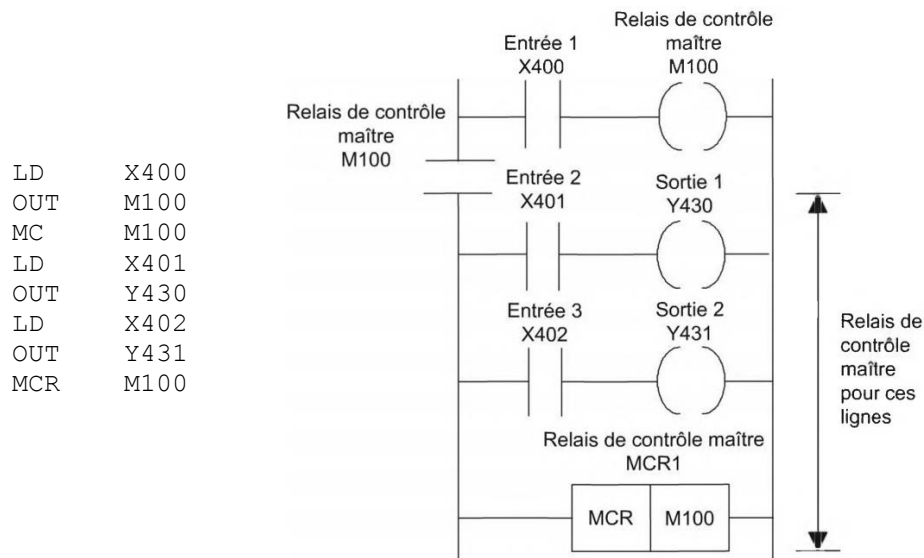 LD X400
OUT M100
MC M100
LD X401
OUT Y430
LD X402
OUT Y431
MCR M100
Relais de contrôle
maître
M100
Entrée 1
X400
Relais de contrôle
maître
M100
Entrée 2
X401
Sortie 1
Y430
Entrée 3
X402
Sortie 2
Y431
Relais de contrôle maître
MCR1
MCR M100
Relais de
contrôle
maître
pour ces
lignes